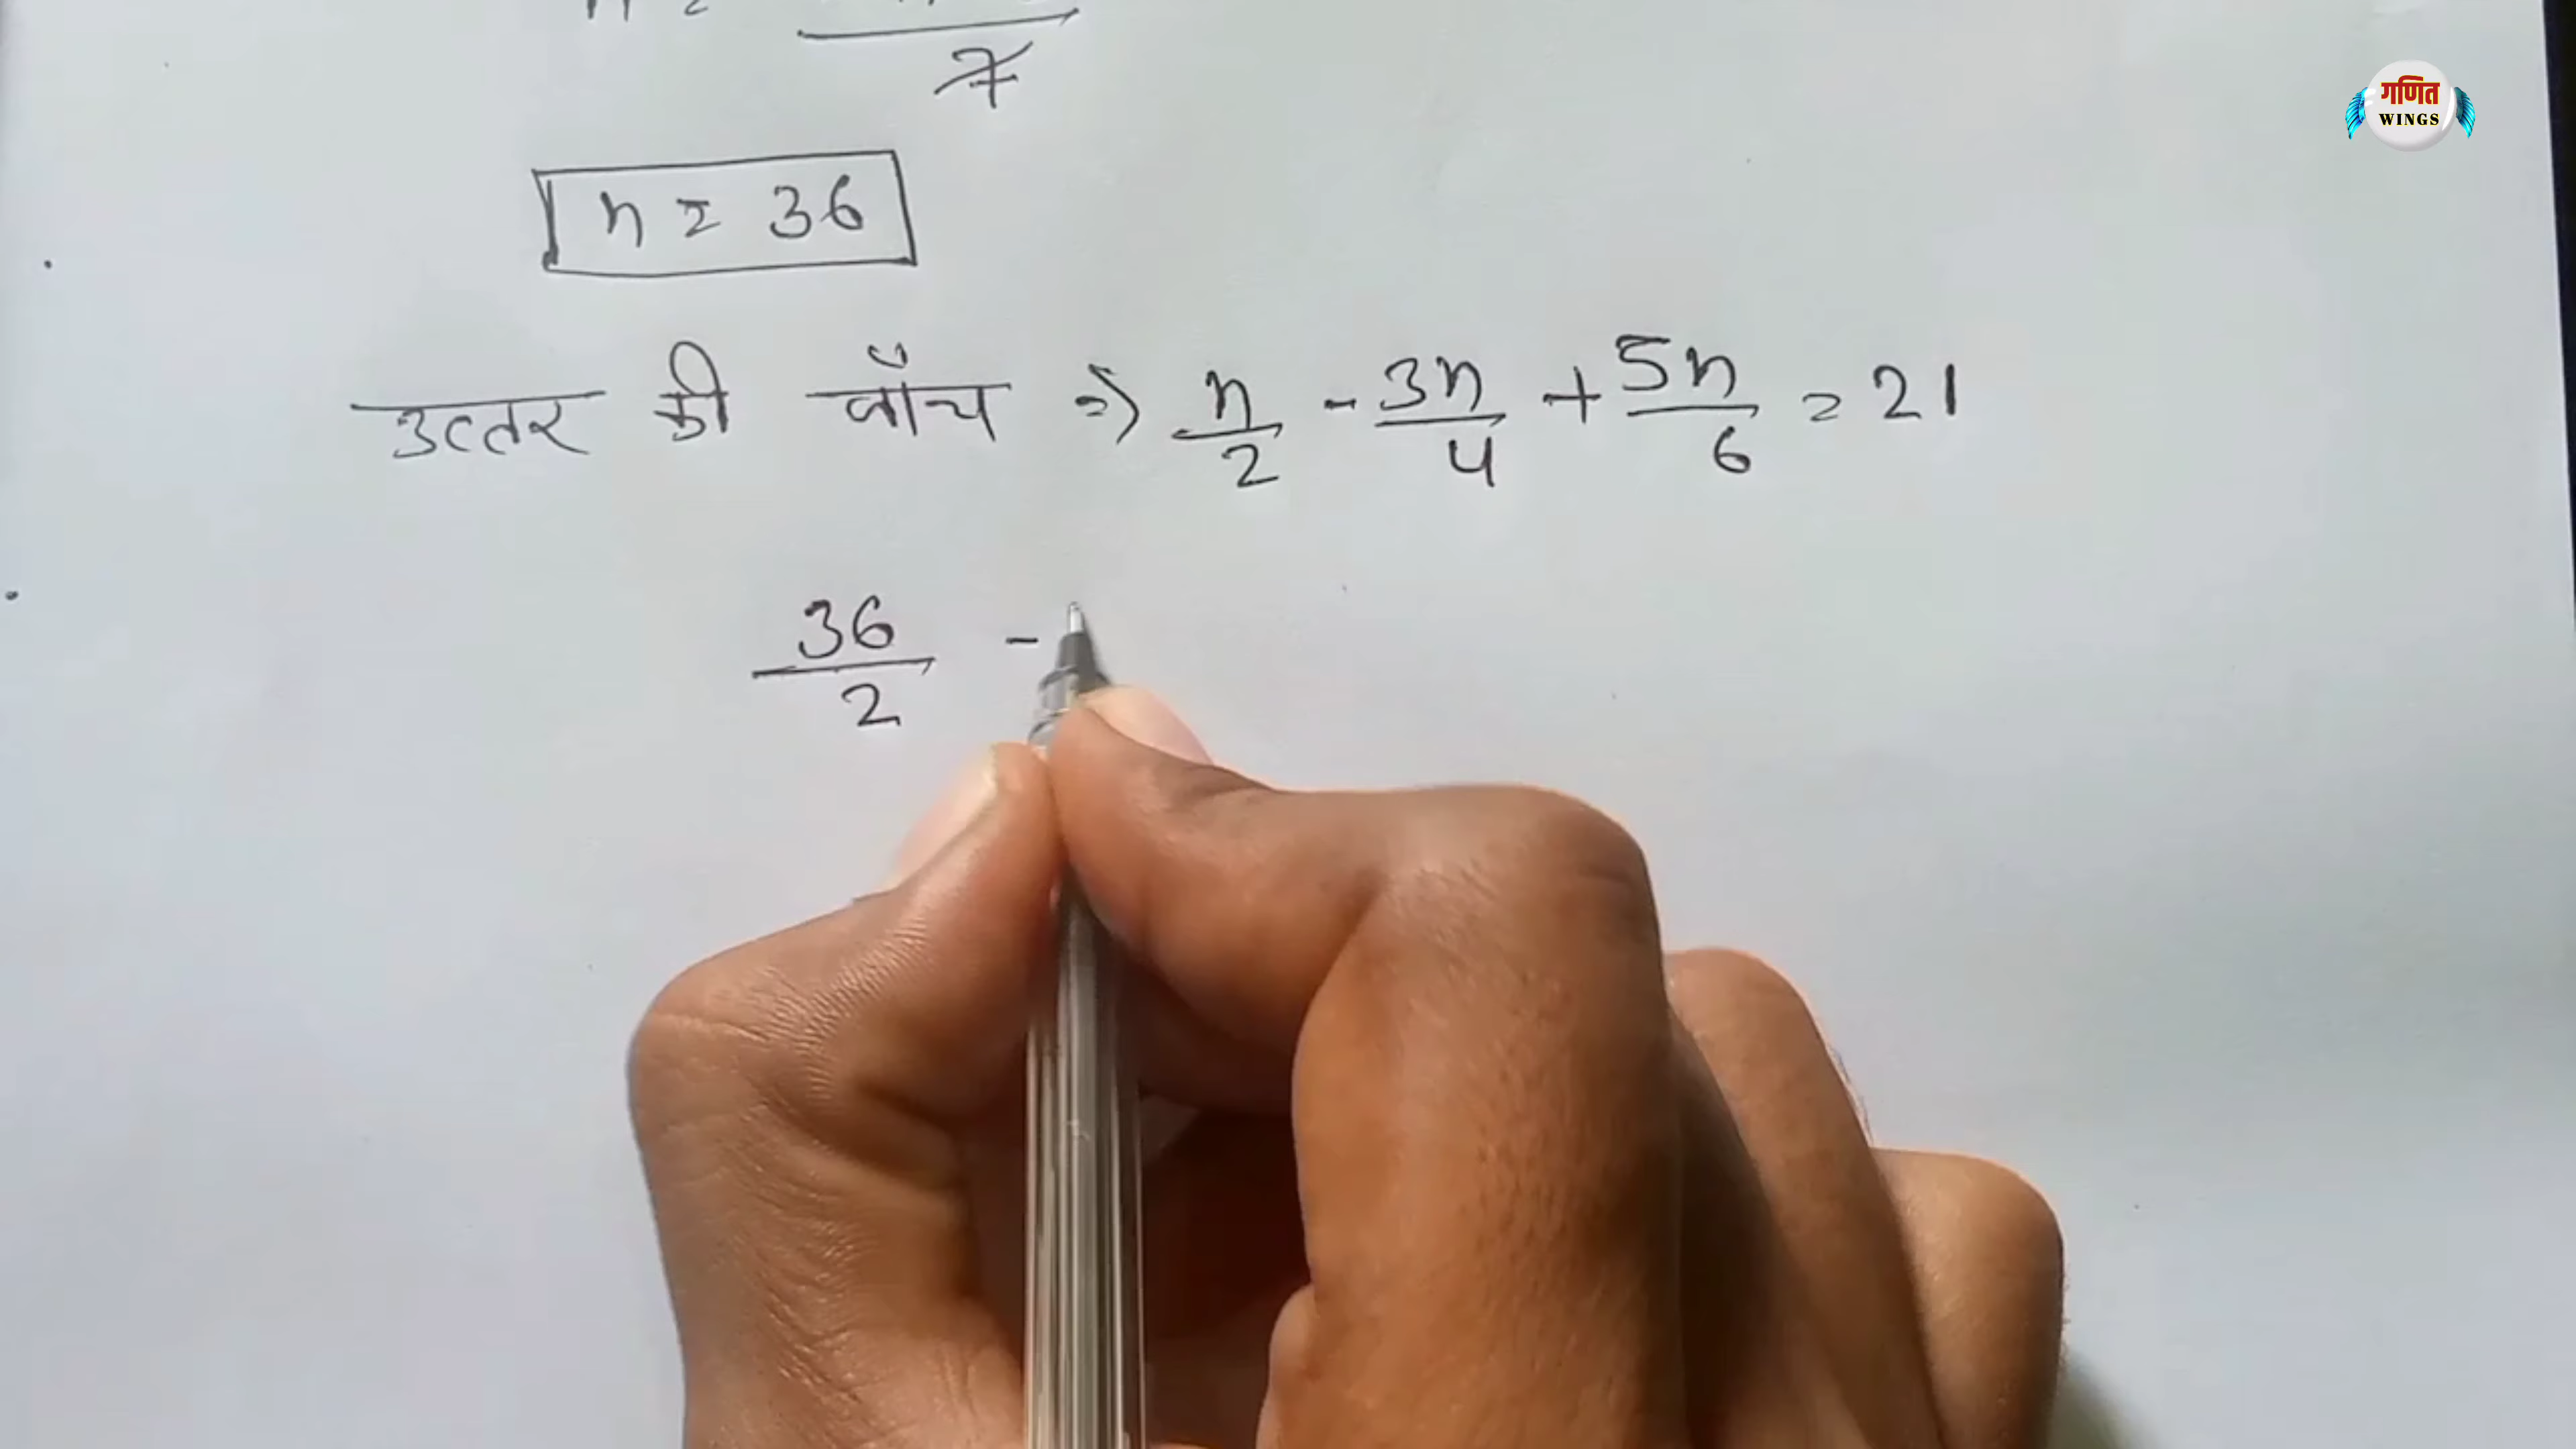 गणित
WINGS
7
n = 36
उत्तर की जाँच ⇒ n/2 - 3n/4 + 5n/6 = 21
36/2 -